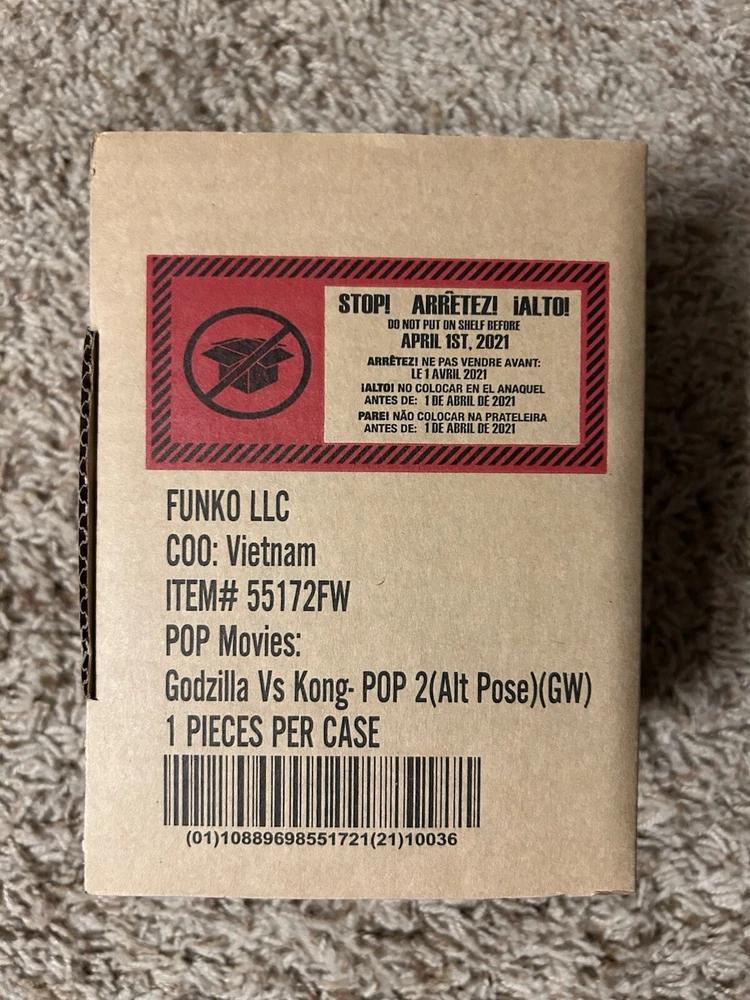 STOP! ARRÊTEZ! ¡ALTO!
DO NOT PUT ON SHELF BEFORE
APRIL 1ST, 2021
ARRÊTEZ! NE PAS VENDRE AVANT:
LE 1 AVRIL 2021
¡ALTO! NO COLOCAR EN EL ANAQUEL
ANTES DE: 1 DE ABRIL DE 2021
PARE! NÃO COLOCAR NA PRATELEIRA
ANTES DE: 1 DE ABRIL DE 2021
FUNKO LLC
COO: Vietnam
ITEM# 55172FW
POP Movies:
Godzilla Vs Kong- POP 2(Alt Pose)(GW)
1 PIECES PER CASE
(01)10889698551721(21)10036